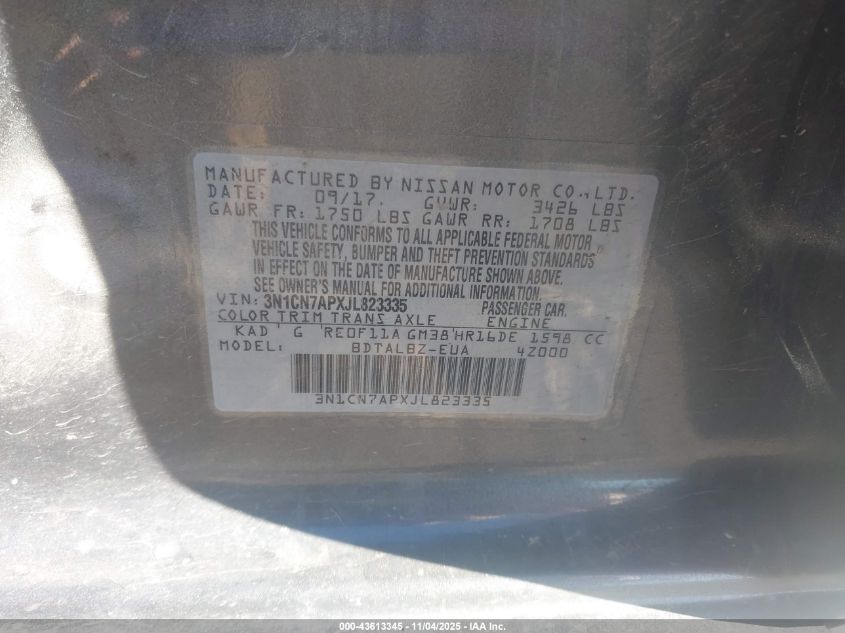 MANUFACTURED BY NISSAN MOTOR CO.,LTD.
DATE: 09/17. GVWR: 3426 LBS
GAWR FR: 1750 LBS GAWR RR: 1708 LBS
THIS VEHICLE CONFORMS TO ALL APPLICABLE FEDERAL MOTOR
VEHICLE SAFETY, BUMPER AND THEFT PREVENTION STANDARDS
IN EFFECT ON THE DATE OF MANUFACTURE SHOWN ABOVE.
SEE OWNER'S MANUAL FOR ADDITIONAL INFORMATION.
VIN: 3N1CN7APXJL823335 PASSENGER CAR.
COLOR TRIM TRANS AXLE ENGINE
KAD G RE0F11A GM38 HR16DE 1598 CC
MODEL: BDTALBZ-EUA 4Z000
3N1CN7APXJL823335
000-43613345 - 11/04/2025 - IAA Inc.